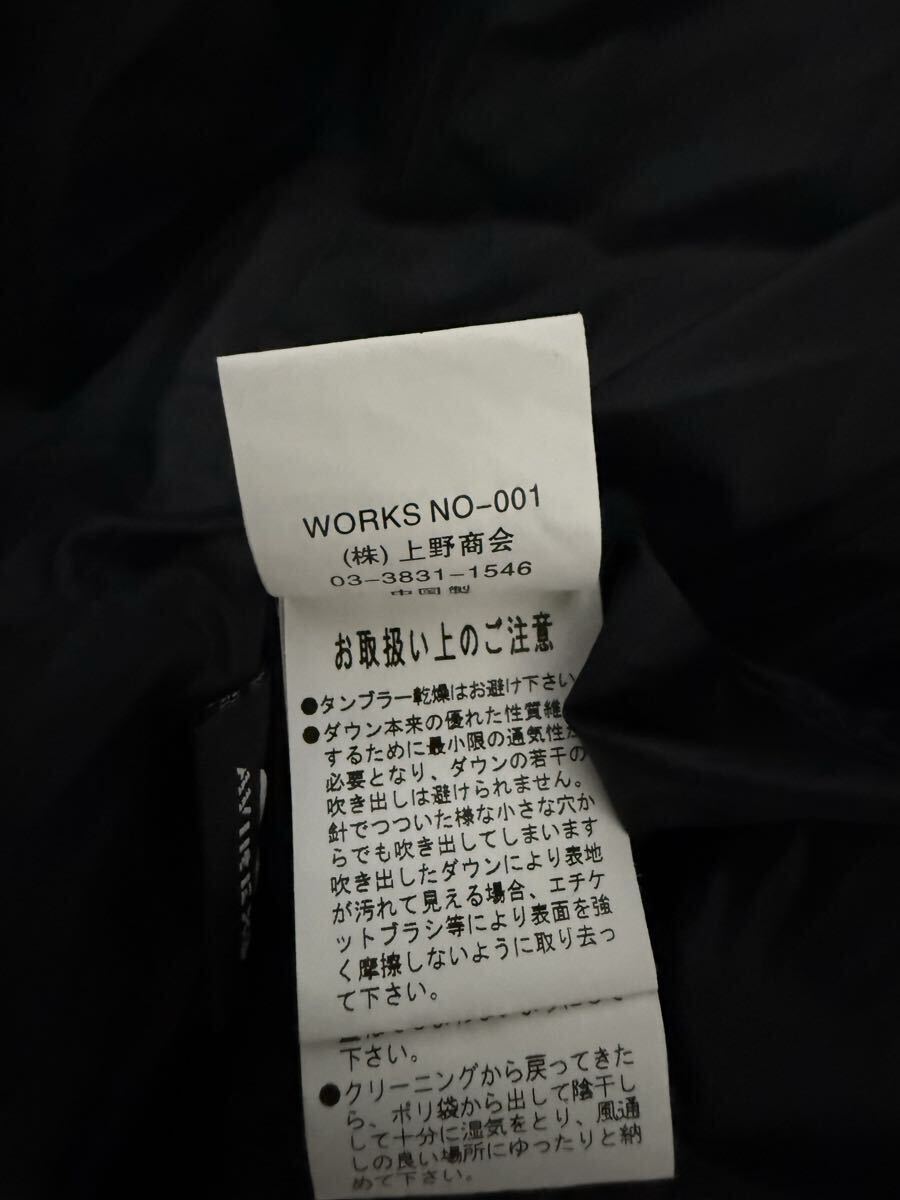 WORKS NO-001
(株)上野商会
03-3831-1546
中国製
お取扱い上のご注意
●タンブラー乾燥はお避け下さい
●ダウン本来の優れた性質維
するために最小限の通気性が
必要となり、ダウンの若干の
吹き出しは避けられません。
針でつついた様な小さな穴か
らでも吹き出してしまいます
吹き出したダウンにより表地
が汚れて見える場合、エチケ
ットブラシ等により表面を強
く摩擦しないように取り去っ
て下さい。
下さい。
●クリーニングから戻ってきた
ら、ポリ袋から出して陰干し
して十分に湿気をとり、風通
しの良い場所にゆったりと納
めて下さい。